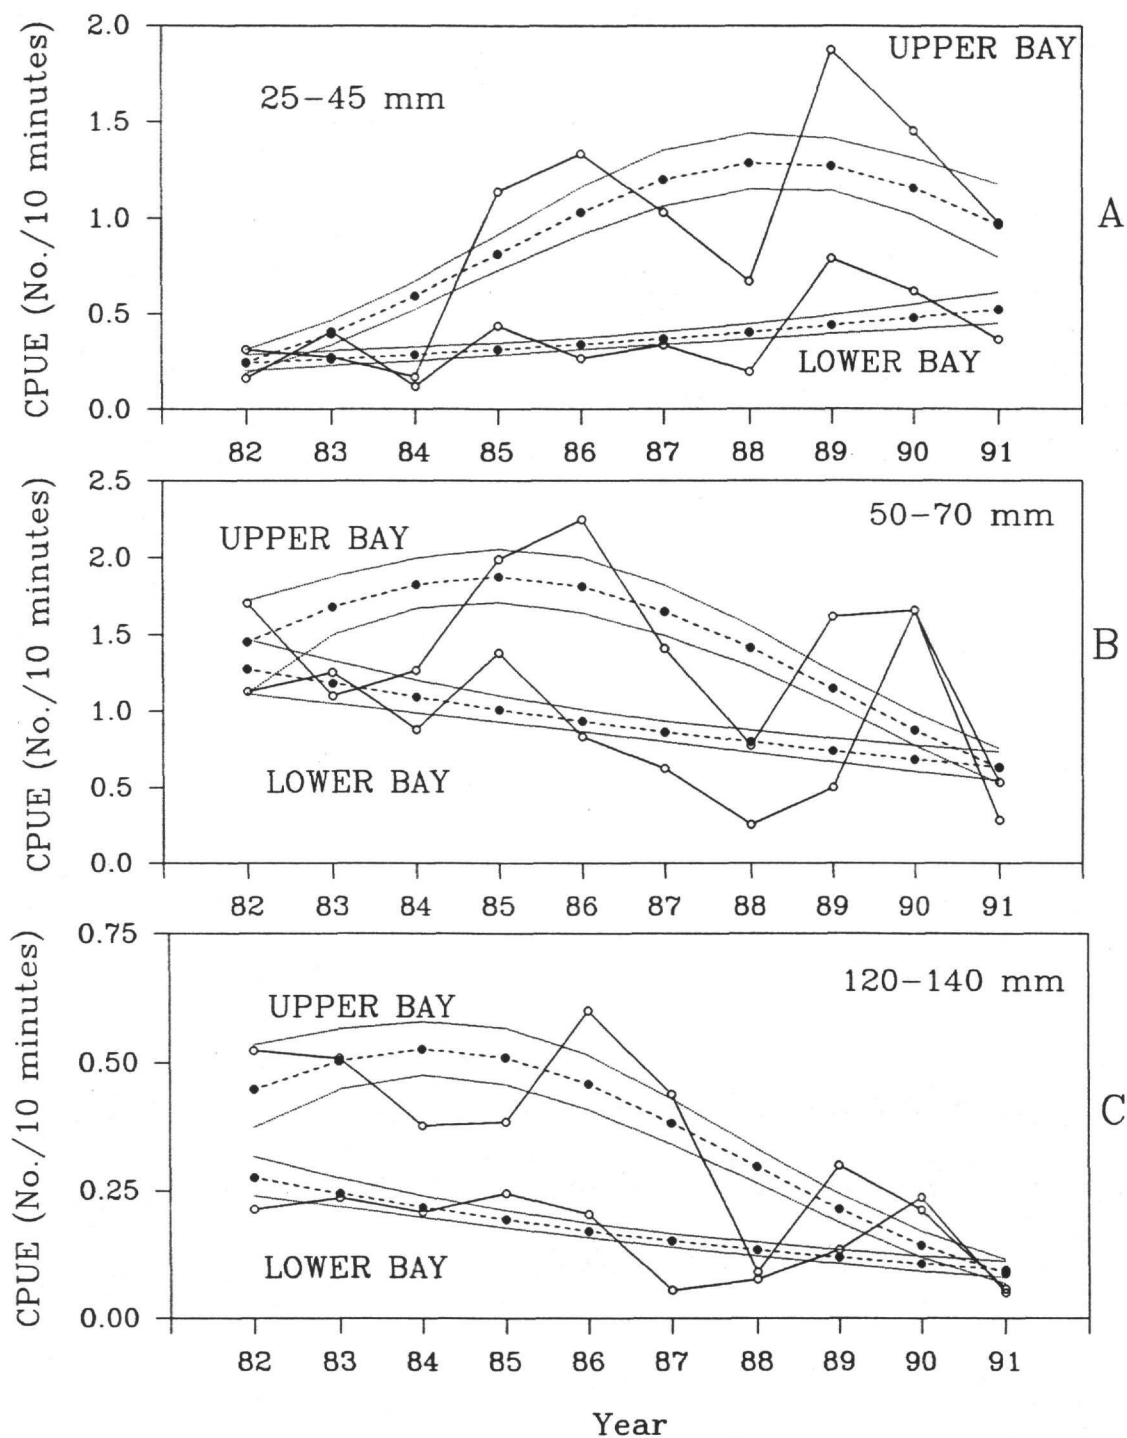 CPUE (No./10 minutes)
2.0
1.5
1.0
0.5
0.0
25-45 mm
UPPER BAY
LOWER BAY
A
82 83 84 85 86 87 88 89 90 91
CPUE (No./10 minutes)
2.5
2.0
1.5
1.0
0.5
0.0
50-70 mm
UPPER BAY
LOWER BAY
B
82 83 84 85 86 87 88 89 90 91
CPUE (No./10 minutes)
0.75
0.50
0.25
0.00
120-140 mm
UPPER BAY
LOWER BAY
C
82 83 84 85 86 87 88 89 90 91
Year